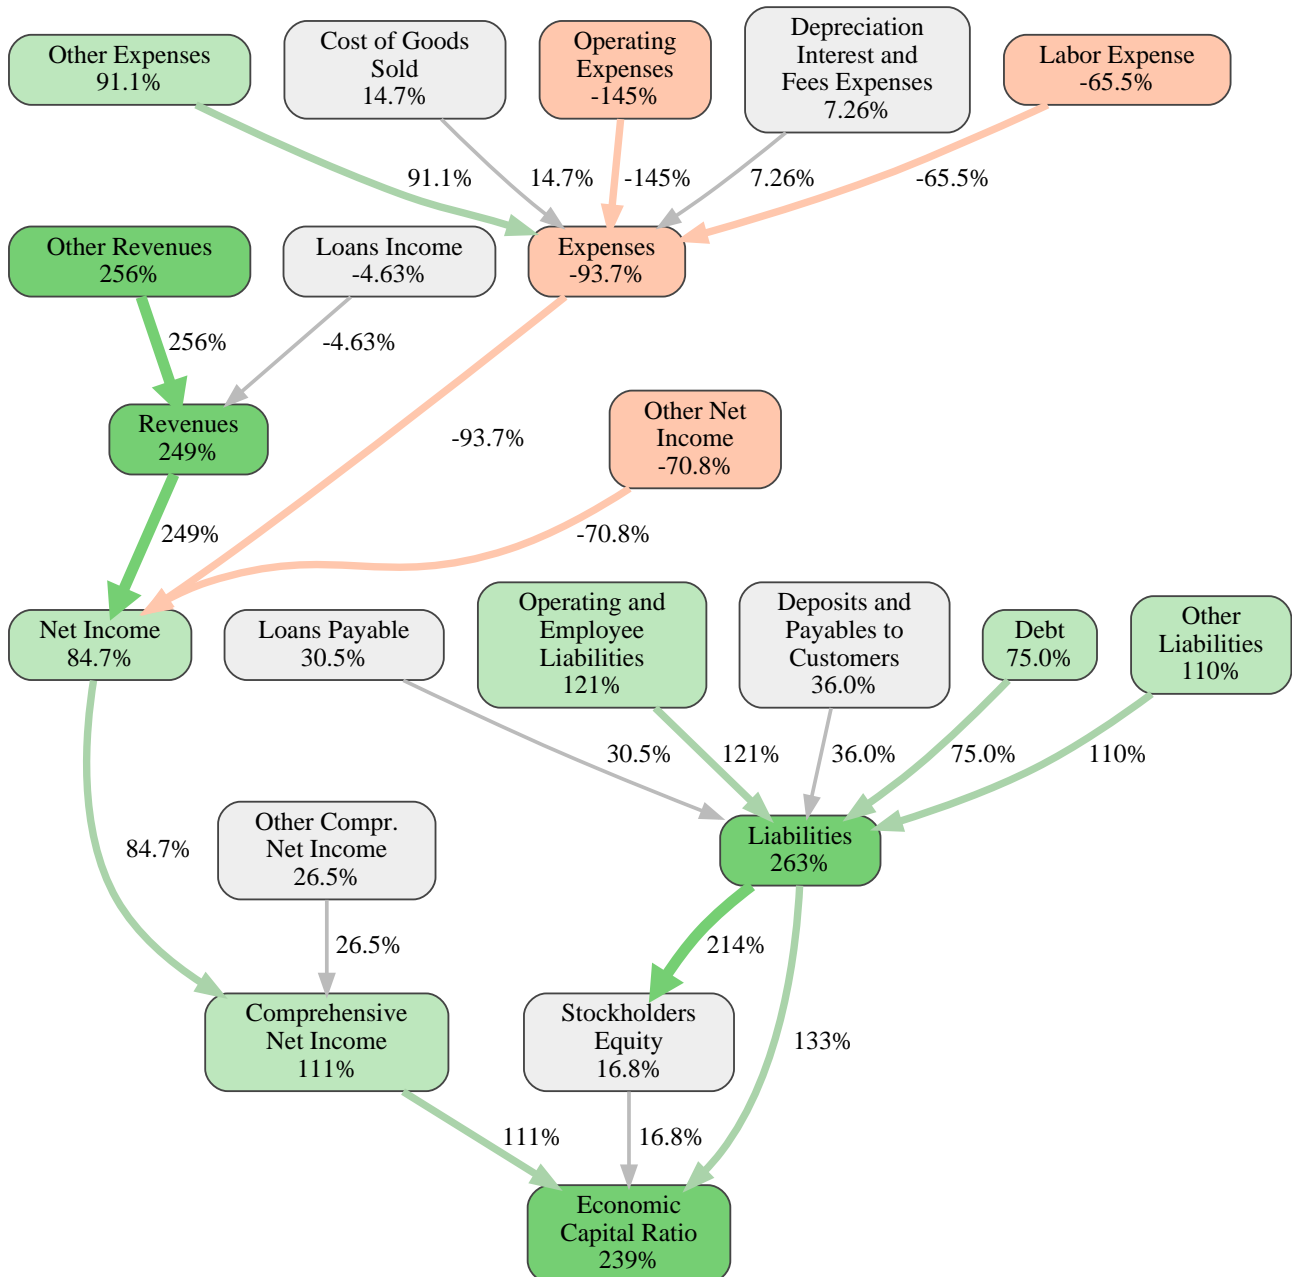 Other Expenses
91.1%
Cost of Goods
Sold
14.7%
Operating
Expenses
-145%
Depreciation
Interest and
Fees Expenses
7.26%
Labor Expense
-65.5%
91.1%
14.7%
-145%
7.26%
-65.5%
Other Revenues
256%
Loans Income
-4.63%
Expenses
-93.7%
256%
-4.63%
Revenues
249%
-93.7%
Other Net
Income
-70.8%
249%
-70.8%
Net Income
84.7%
Loans Payable
30.5%
Operating and
Employee
Liabilities
121%
Deposits and
Payables to
Customers
36.0%
Debt
75.0%
Other
Liabilities
110%
30.5%
121%
36.0%
75.0%
110%
84.7%
Other Compr.
Net Income
26.5%
Liabilities
263%
26.5%
214%
Comprehensive
Net Income
111%
Stockholders
Equity
16.8%
133%
111%
16.8%
Economic
Capital Ratio
239%